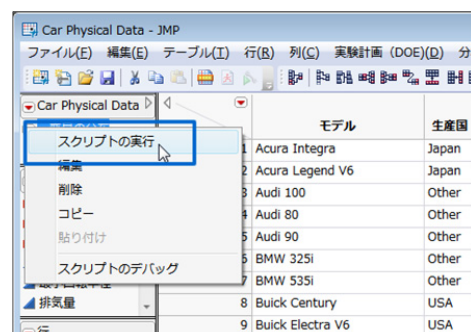 Car Physical Data - JMP
ファイル(F) 編集(E) テーブル(T) 行(R) 列(C) 実験計画 (DOE)(D) 分
Car Physical Data
モデル 生産国
スクリプトの実行
編集
削除
コピー
貼り付け
スクリプトのデバッグ
1 Acura Integra Japan
2 Acura Legend V6 Japan
3 Audi 100 Other
4 Audi 80 Other
5 Audi 90 Other
6 BMW 325i Other
7 BMW 535i Other
排気量 8 Buick Century USA
行 9 Buick Electra V6 USA